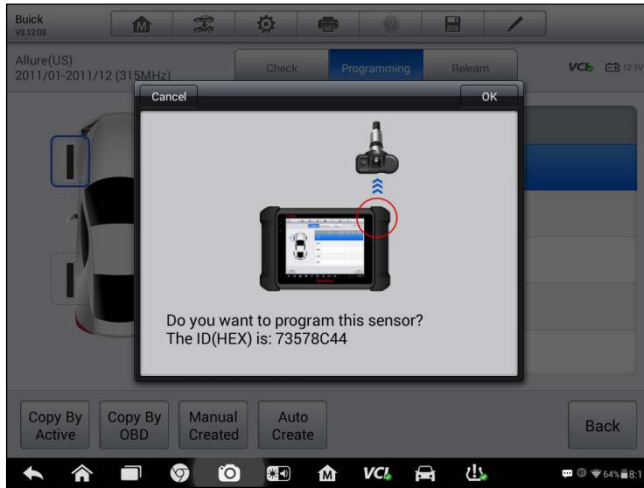 Buick
V3.12.03
Allure(US)
2011/01-2011/12 (315MHz)
Check
Programming
Relearn
VCI
12.1V
Cancel
OK
Do you want to program this sensor?
The ID(HEX) is: 73578C44
Copy By
Active
Copy By
OBD
Manual
Created
Auto
Create
Back
M
VCI
64%